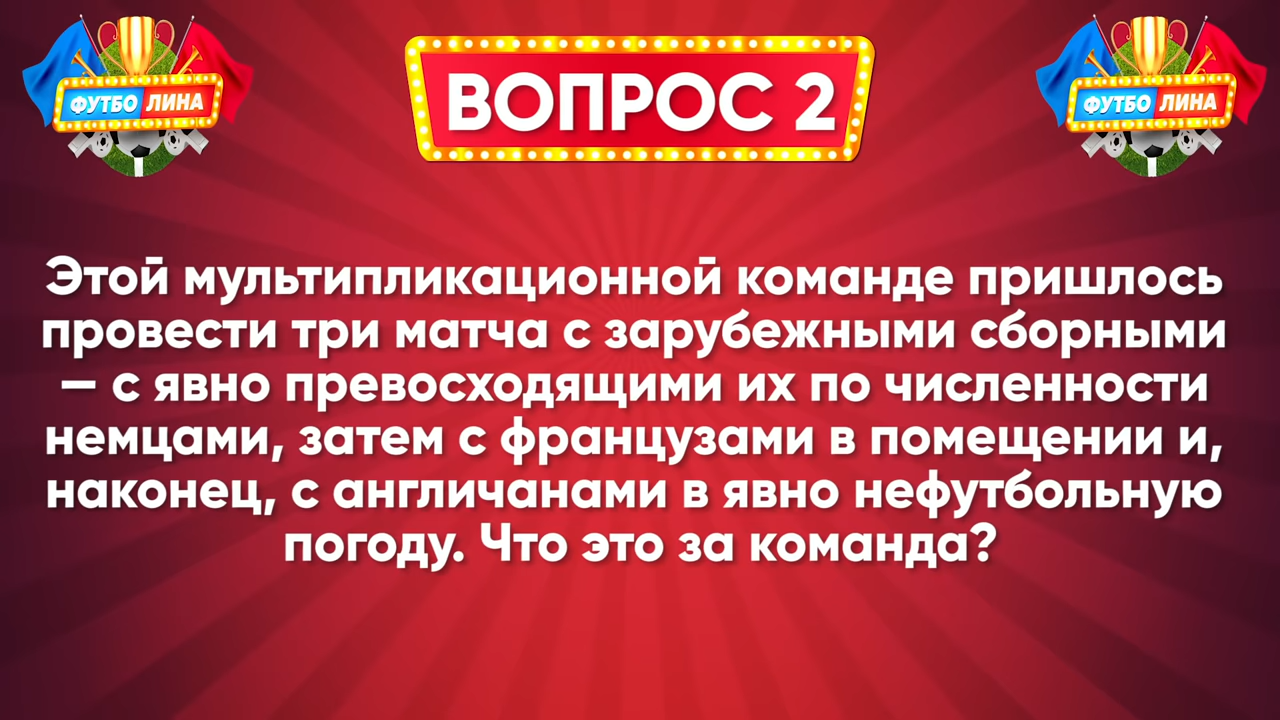 ФУТБО ЛИНА
ВОПРОС 2
ФУТБО ЛИНА
Этой мультипликационной команде пришлось
провести три матча с зарубежными сборными
— с явно превосходящими их по численности
немцами, затем с французами в помещении и,
наконец, с англичанами в явно нефутбольную
погоду. Что это за команда?